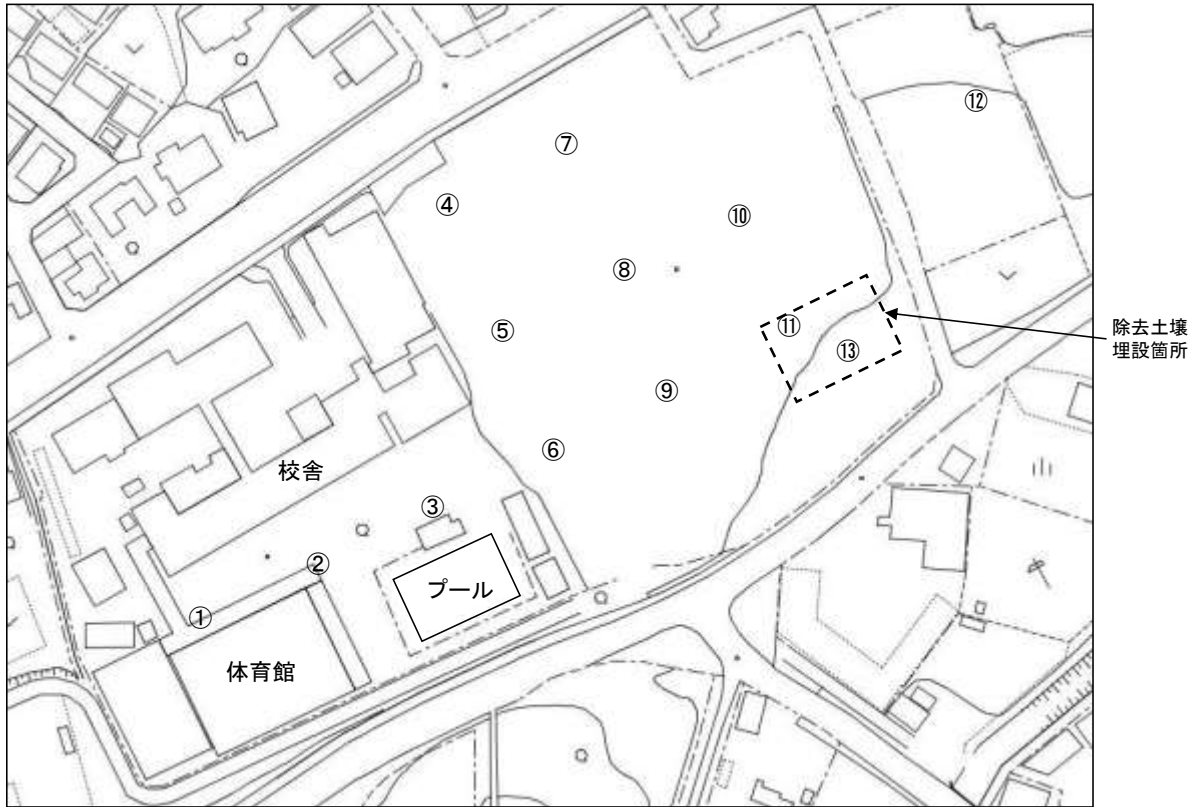 ⑫
⑦
④
⑩
⑧
⑪
⑤
⑬
除去土壌
埋設箇所
⑨
⑥
校舎
③
②
プール
①
体育館